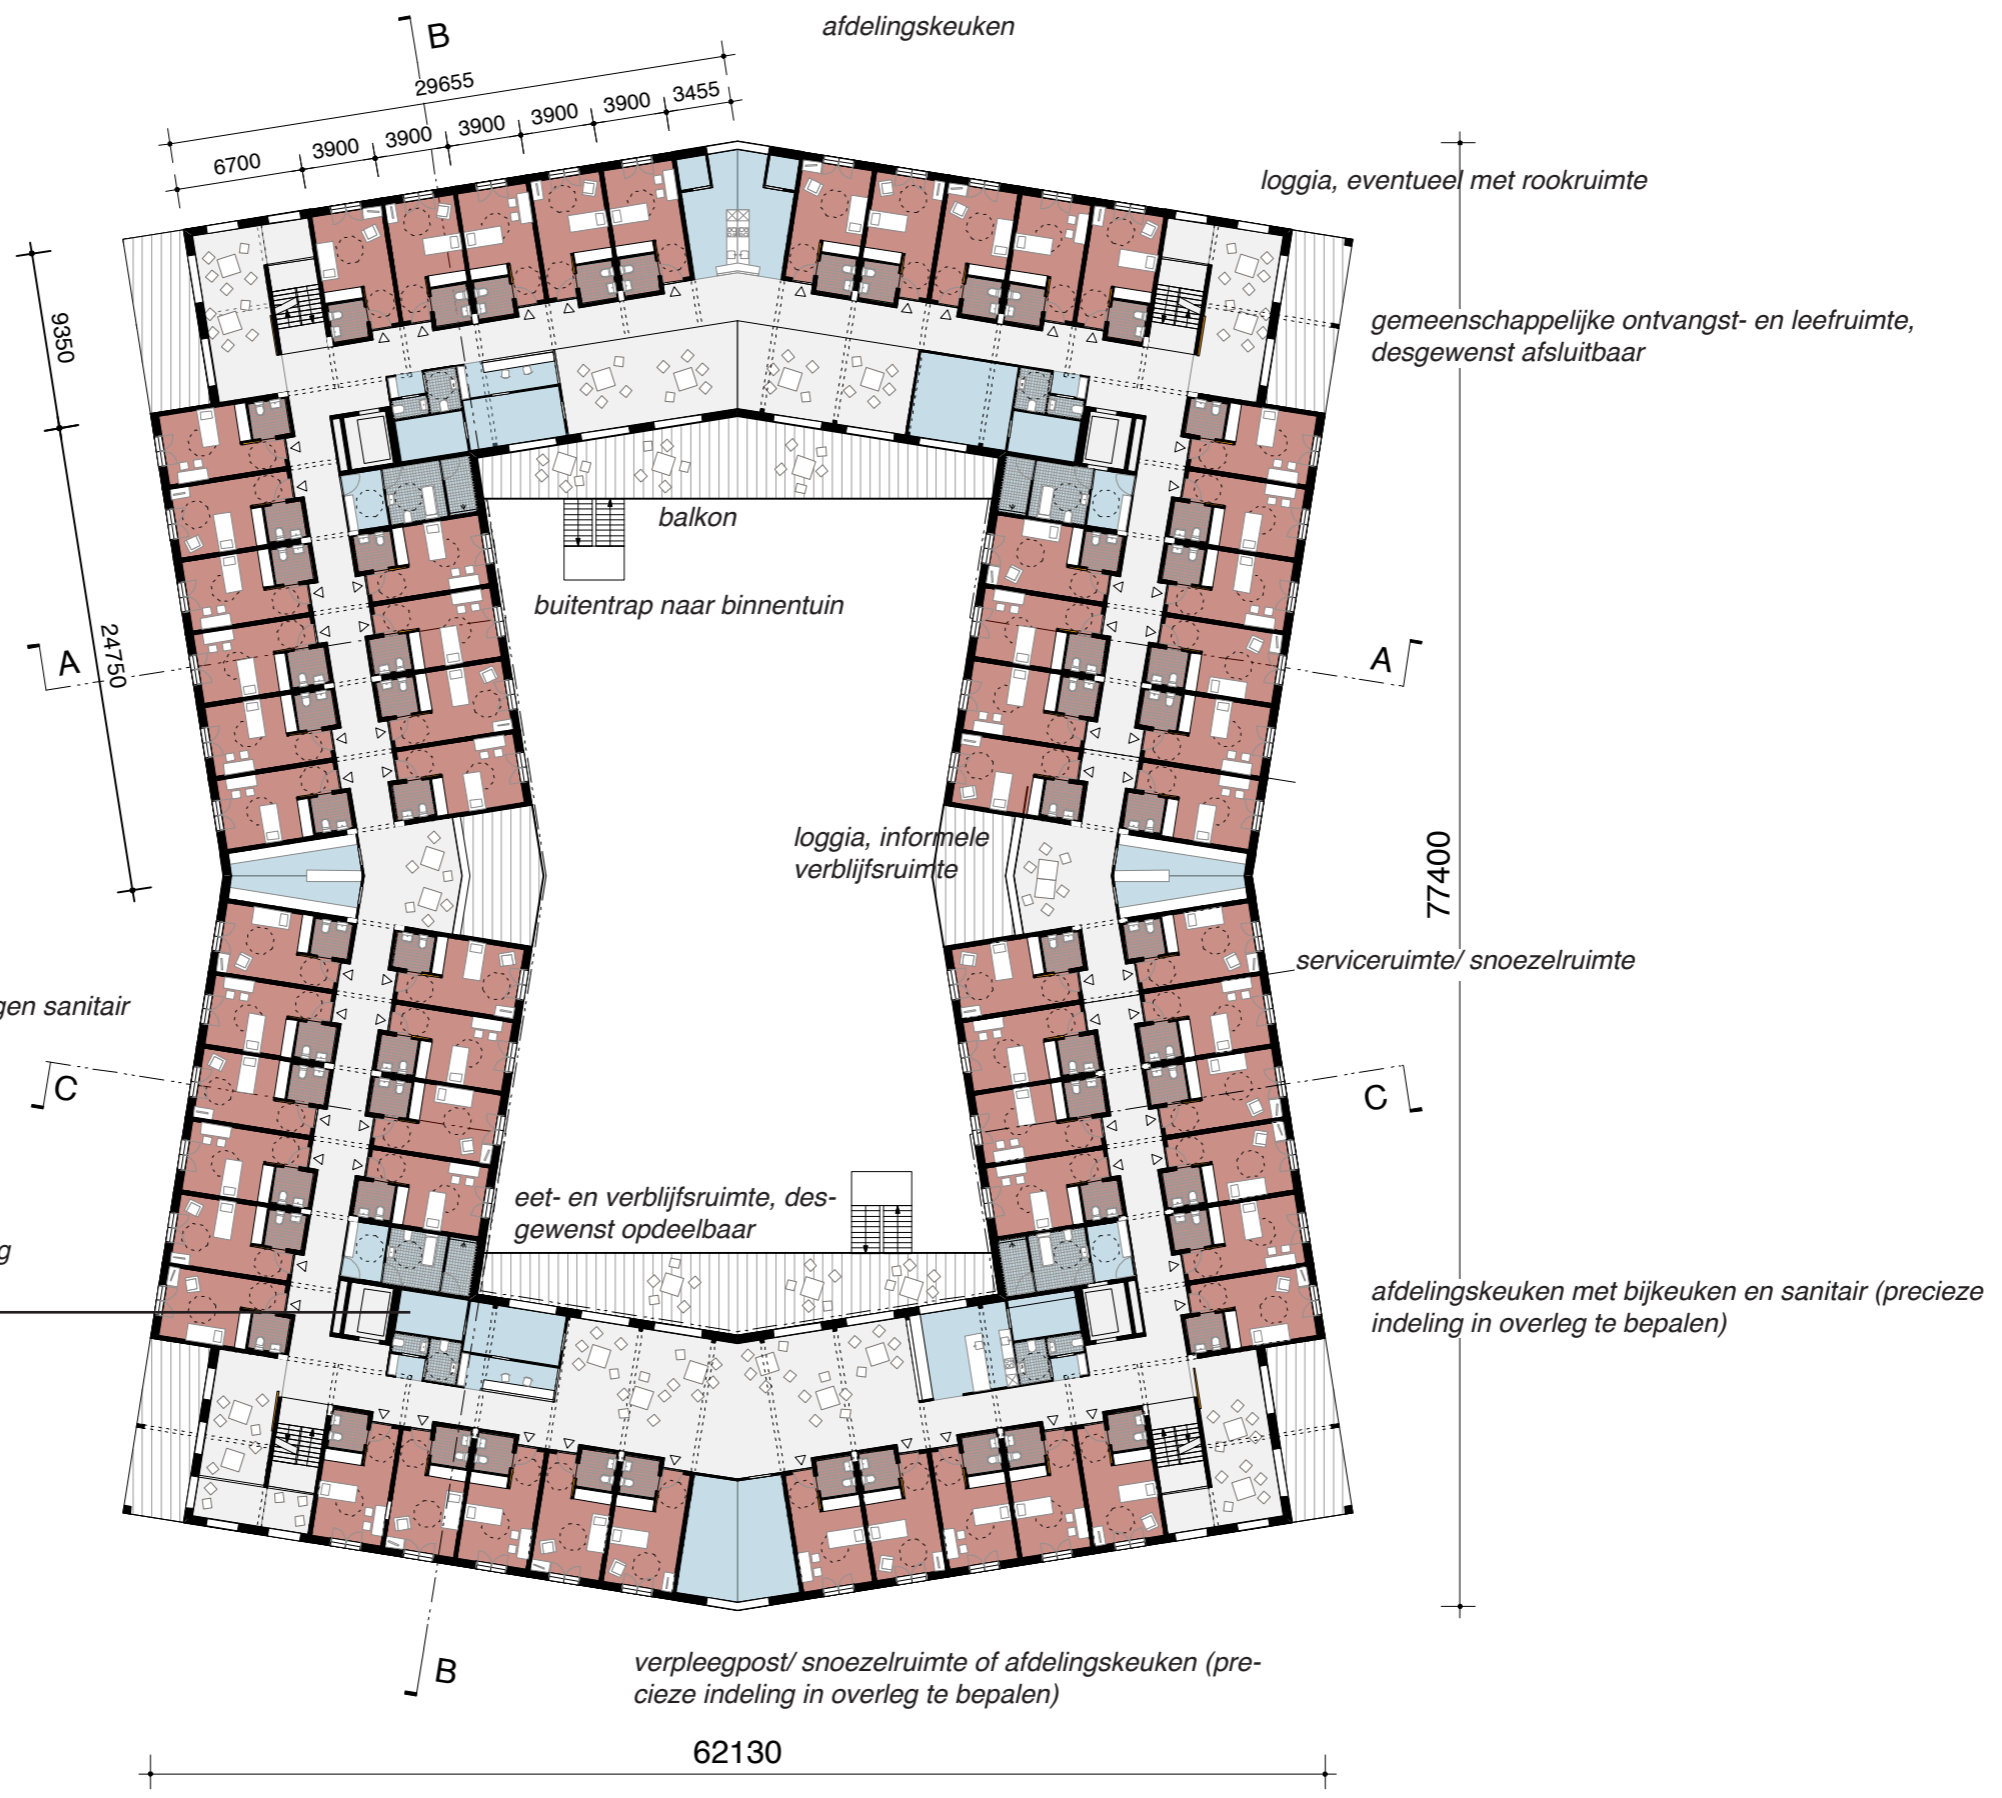 B
afdelingskeuken
29655
6700
3900
3900
3900
3900
3900
3455
loggia, eventueel met rookruimte
9350
gemeenschappelijke ontvangst- en leefruimte,
desgewenst afsluitbaar
balkon
buitentrap naar binnentuin
A
24750
A
loggia, informele
verblijfsruimte
77400
serviceruimte/ snoezelruimte
gen sanitair
C
C
eet- en verblijfsruimte, des-
gewenst opdeelbaar
g
afdelingskeuken met bijkeuken en sanitair (precieze
indeling in overleg te bepalen)
B
verpleegpost/ snoezelruimte of afdelingskeuken (pre-
cieze indeling in overleg te bepalen)
62130